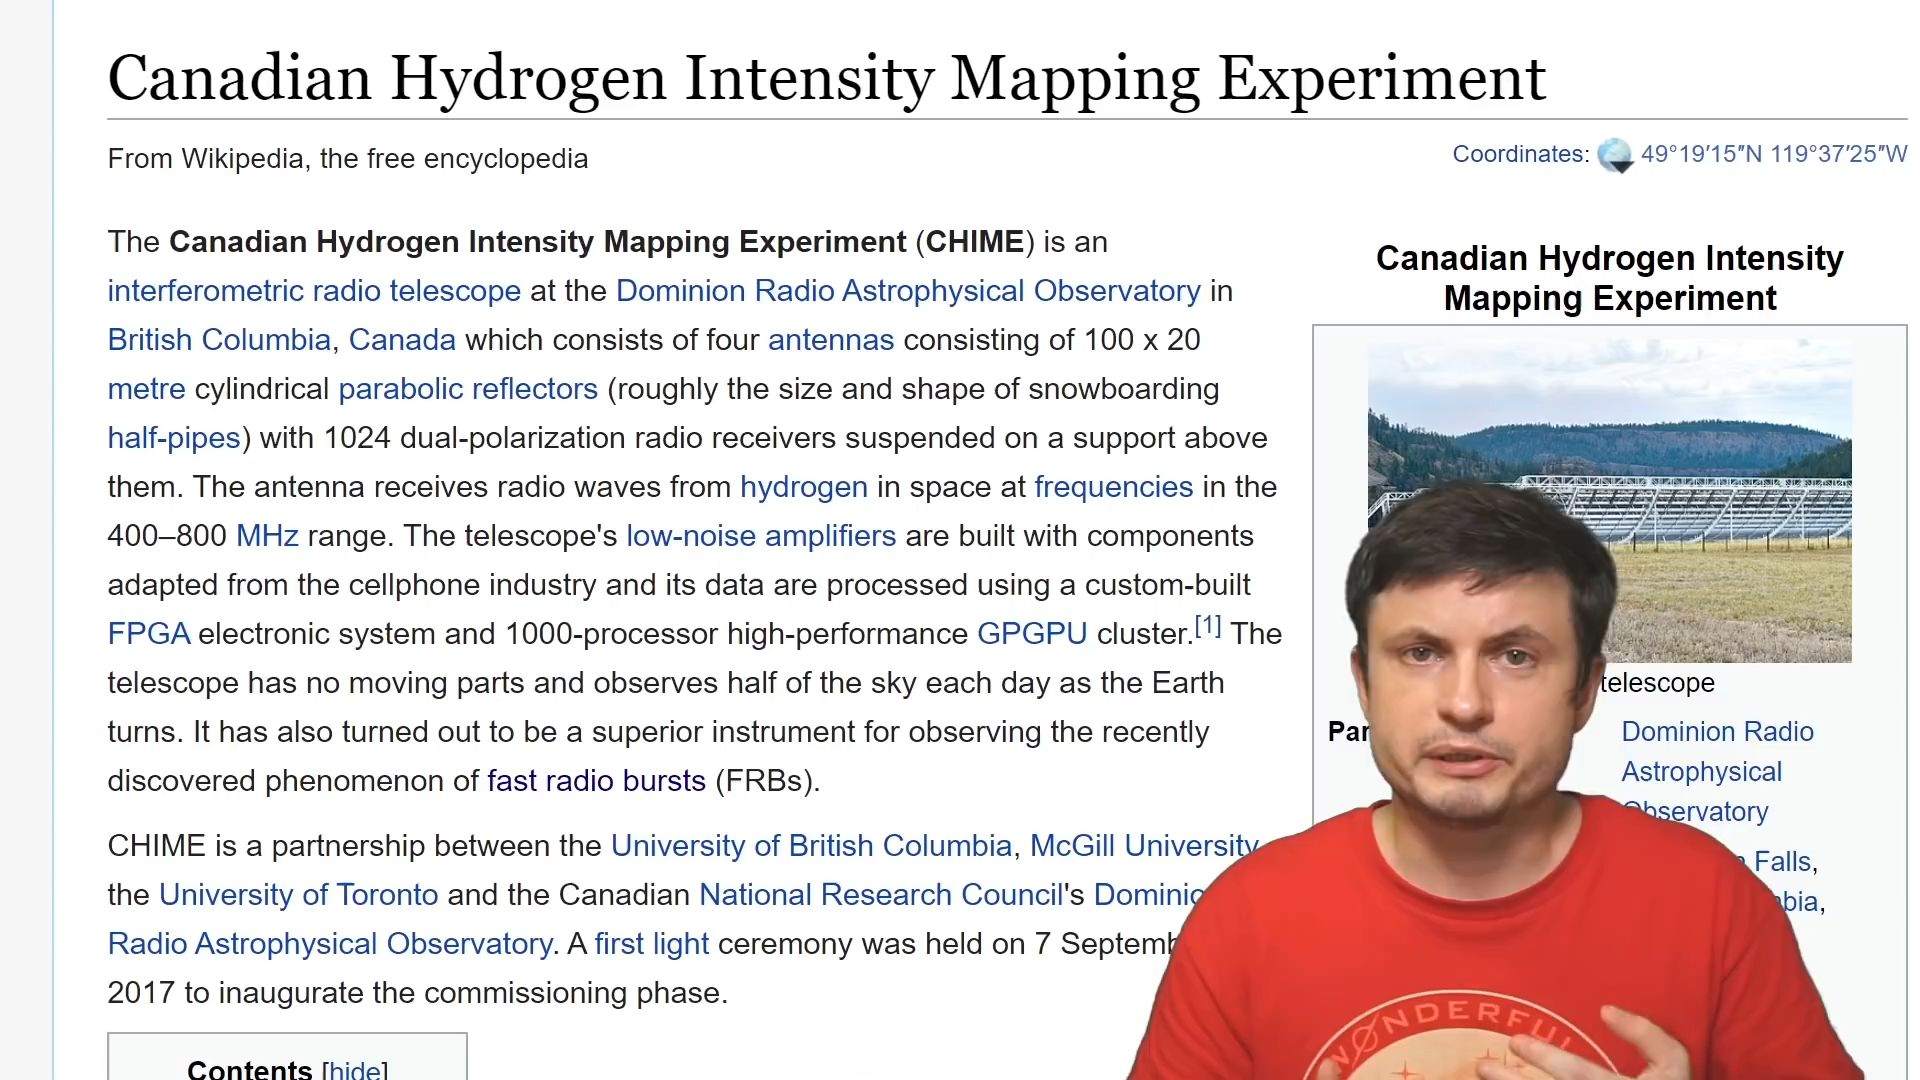 Canadian Hydrogen Intensity Mapping Experiment
From Wikipedia, the free encyclopedia
Coordinates: 49°19′15″N 119°37′25″W
The Canadian Hydrogen Intensity Mapping Experiment (CHIME) is an
interferometric radio telescope at the Dominion Radio Astrophysical Observatory in
British Columbia, Canada which consists of four antennas consisting of 100 x 20
metre cylindrical parabolic reflectors (roughly the size and shape of snowboarding
half-pipes) with 1024 dual-polarization radio receivers suspended on a support above
them. The antenna receives radio waves from hydrogen in space at frequencies in the
400–800 MHz range. The telescope's low-noise amplifiers are built with components
adapted from the cellphone industry and its data are processed using a custom-built
FPGA electronic system and 1000-processor high-performance GPGPU cluster.[1] The
telescope has no moving parts and observes half of the sky each day as the Earth
turns. It has also turned out to be a superior instrument for observing the recently
discovered phenomenon of fast radio bursts (FRBs).
CHIME is a partnership between the University of British Columbia, McGill University
the University of Toronto and the Canadian National Research Council's Dominio
Radio Astrophysical Observatory. A first light ceremony was held on 7 Septemb
2017 to inaugurate the commissioning phase.
Contents [hide]
Canadian Hydrogen Intensity
Mapping Experiment
telescope
Par
Dominion Radio
Astrophysical
Observatory
Falls,
bia,
WONDERFUL